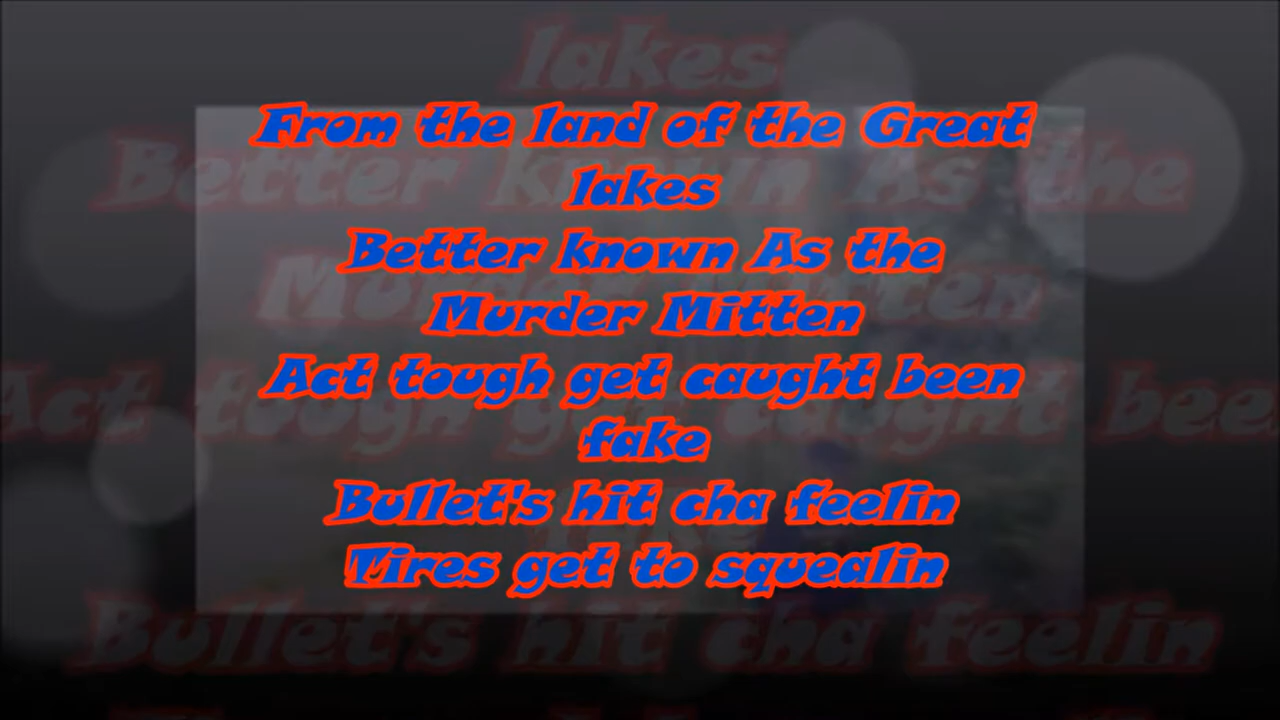 From the land of the Great
lakes
Better known As the
Murder Mitten
Act tough get caught been
fake
Bullet's hit cha feelin
Tires get to squealin